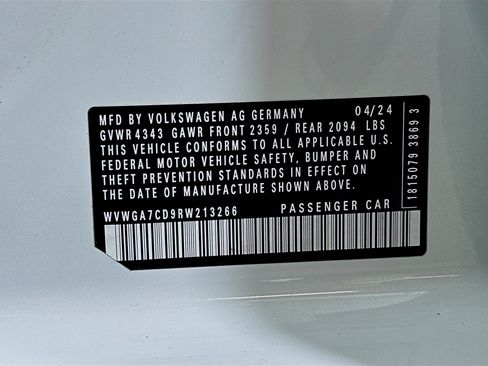 MFD BY VOLKSWAGEN AG GERMANY 04/24
GVWR 4343 GAWR FRONT 2359 / REAR 2094 LBS
THIS VEHICLE CONFORMS TO ALL APPLICABLE U.S.
FEDERAL MOTOR VEHICLE SAFETY, BUMPER AND
THEFT PREVENTION STANDARDS IN EFFECT ON
THE DATE OF MANUFACTURE SHOWN ABOVE.
WVWGA7CD9RW213266 PASSENGER CAR
1815079 3869 3